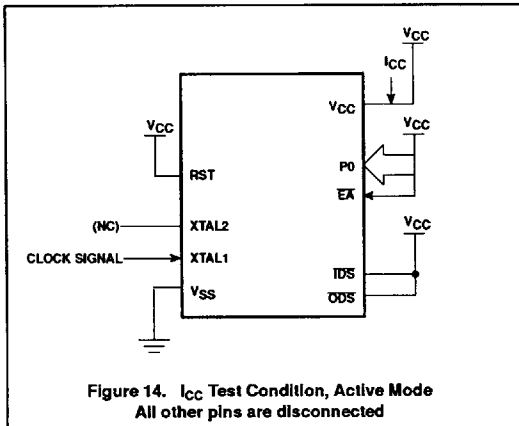 VCC
ICC
VCC
VCC
VCC
P0
RST
EA
(NC)
XTAL2
VCC
CLOCK SIGNAL
XTAL1
IDS
VSS
ODS
Figure 14. ICC Test Condition, Active Mode
All other pins are disconnected